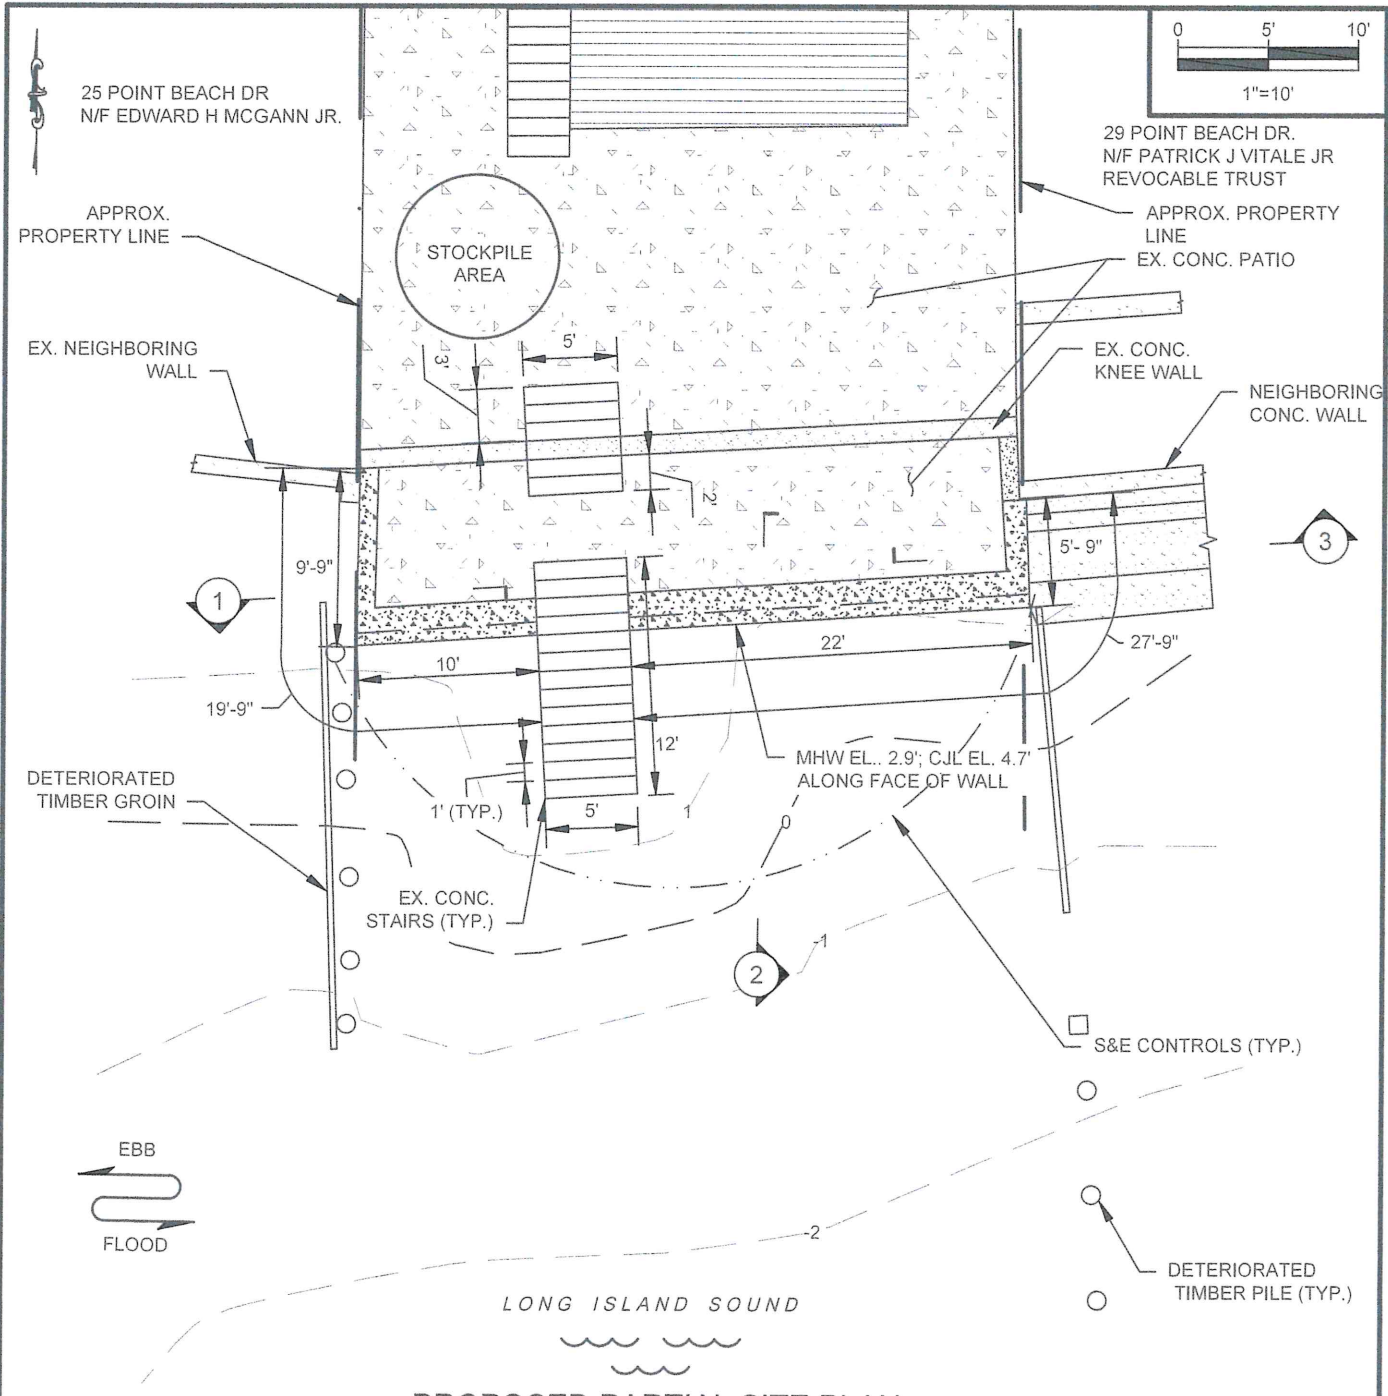 0 5' 10'
1"=10'
25 POINT BEACH DR
N/F EDWARD H MCGANN JR.
29 POINT BEACH DR.
N/F PATRICK J VITALE JR
REVOCABLE TRUST
APPROX.
PROPERTY LINE
APPROX. PROPERTY
LINE
EX. CONC. PATIO
STOCKPILE
AREA
EX. NEIGHBORING
WALL
3'
5'
EX. CONC.
KNEE WALL
NEIGHBORING
CONC. WALL
2'
9'-9"
5'- 9"
1
3
10'
22'
27'-9"
19'-9"
12'
MHW EL.. 2.9'; CJL EL. 4.7'
ALONG FACE OF WALL
DETERIORATED
TIMBER GROIN
1' (TYP.)
5'
1
0
EX. CONC.
STAIRS (TYP.)
-1
2
S&E CONTROLS (TYP.)
EBB
FLOOD
-2
DETERIORATED
TIMBER PILE (TYP.)
LONG ISLAND SOUND